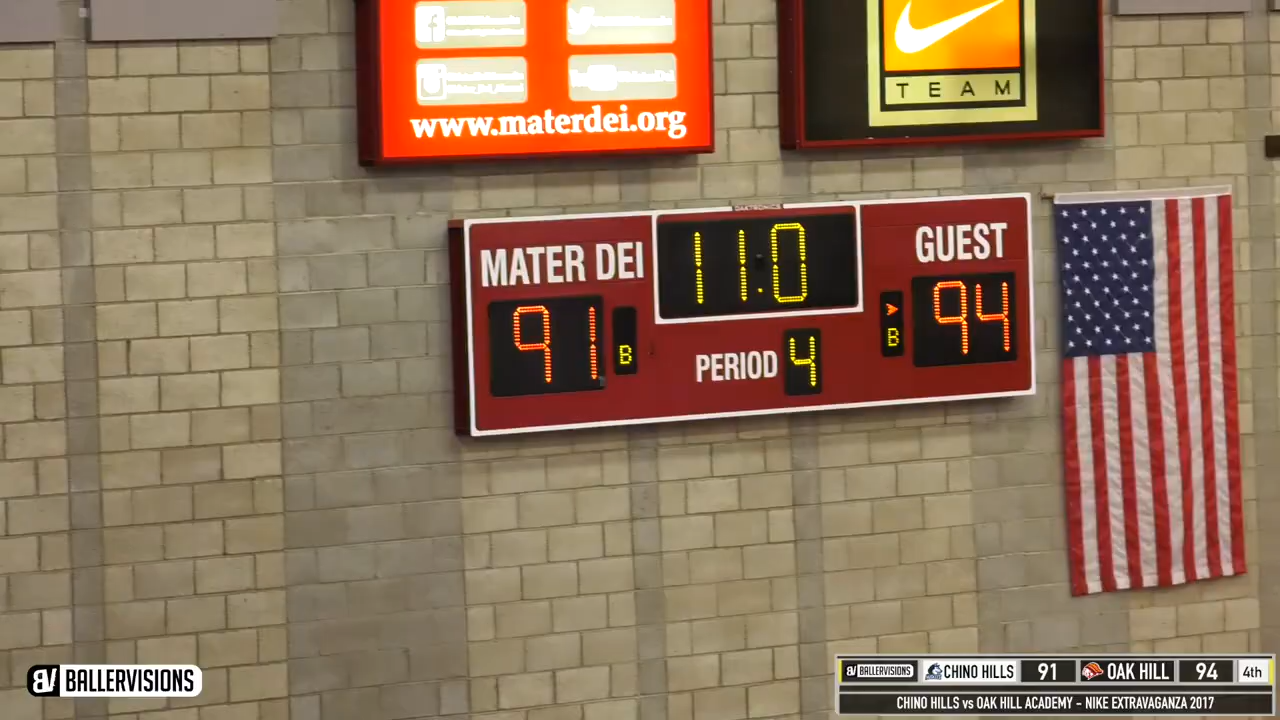 www.materdei.org
TEAM
MATER DEI
11.0
GUEST
91
B
PERIOD 4
B
94
BALLERVISIONS
BALLERVISIONS CHINO HILLS 91 OAK HILL 94 4th
CHINO HILLS vs OAK HILL ACADEMY - NIKE EXTRAVAGANZA 2017